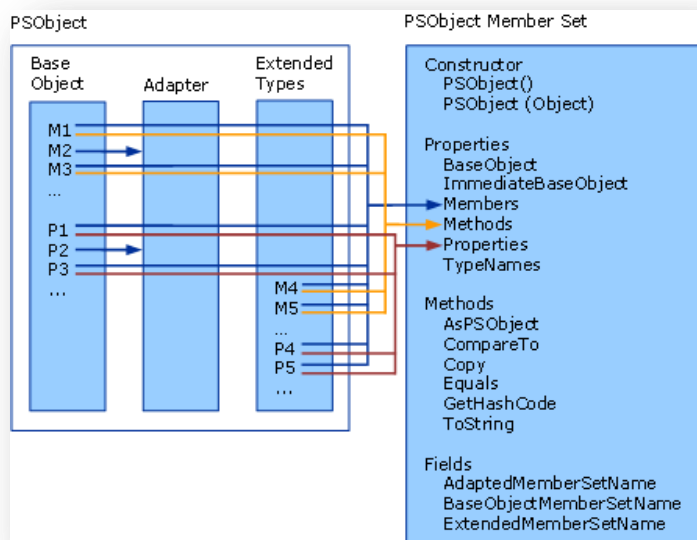 PSObject
Base
Object
Adapter
Extended
Types
M1
M2
M3
...
P1
P2
P3
...
M4
M5
...
P4
P5
...
PSObject Member Set
Constructor
PSObject()
PSObject (Object)
Properties
BaseObject
ImmediateBaseObject
Members
Methods
Properties
TypeNames
Methods
AsPSObject
CompareTo
Copy
Equals
GetHashCode
ToString
Fields
AdaptedMemberSetName
BaseObjectMemberSetName
ExtendedMemberSetName